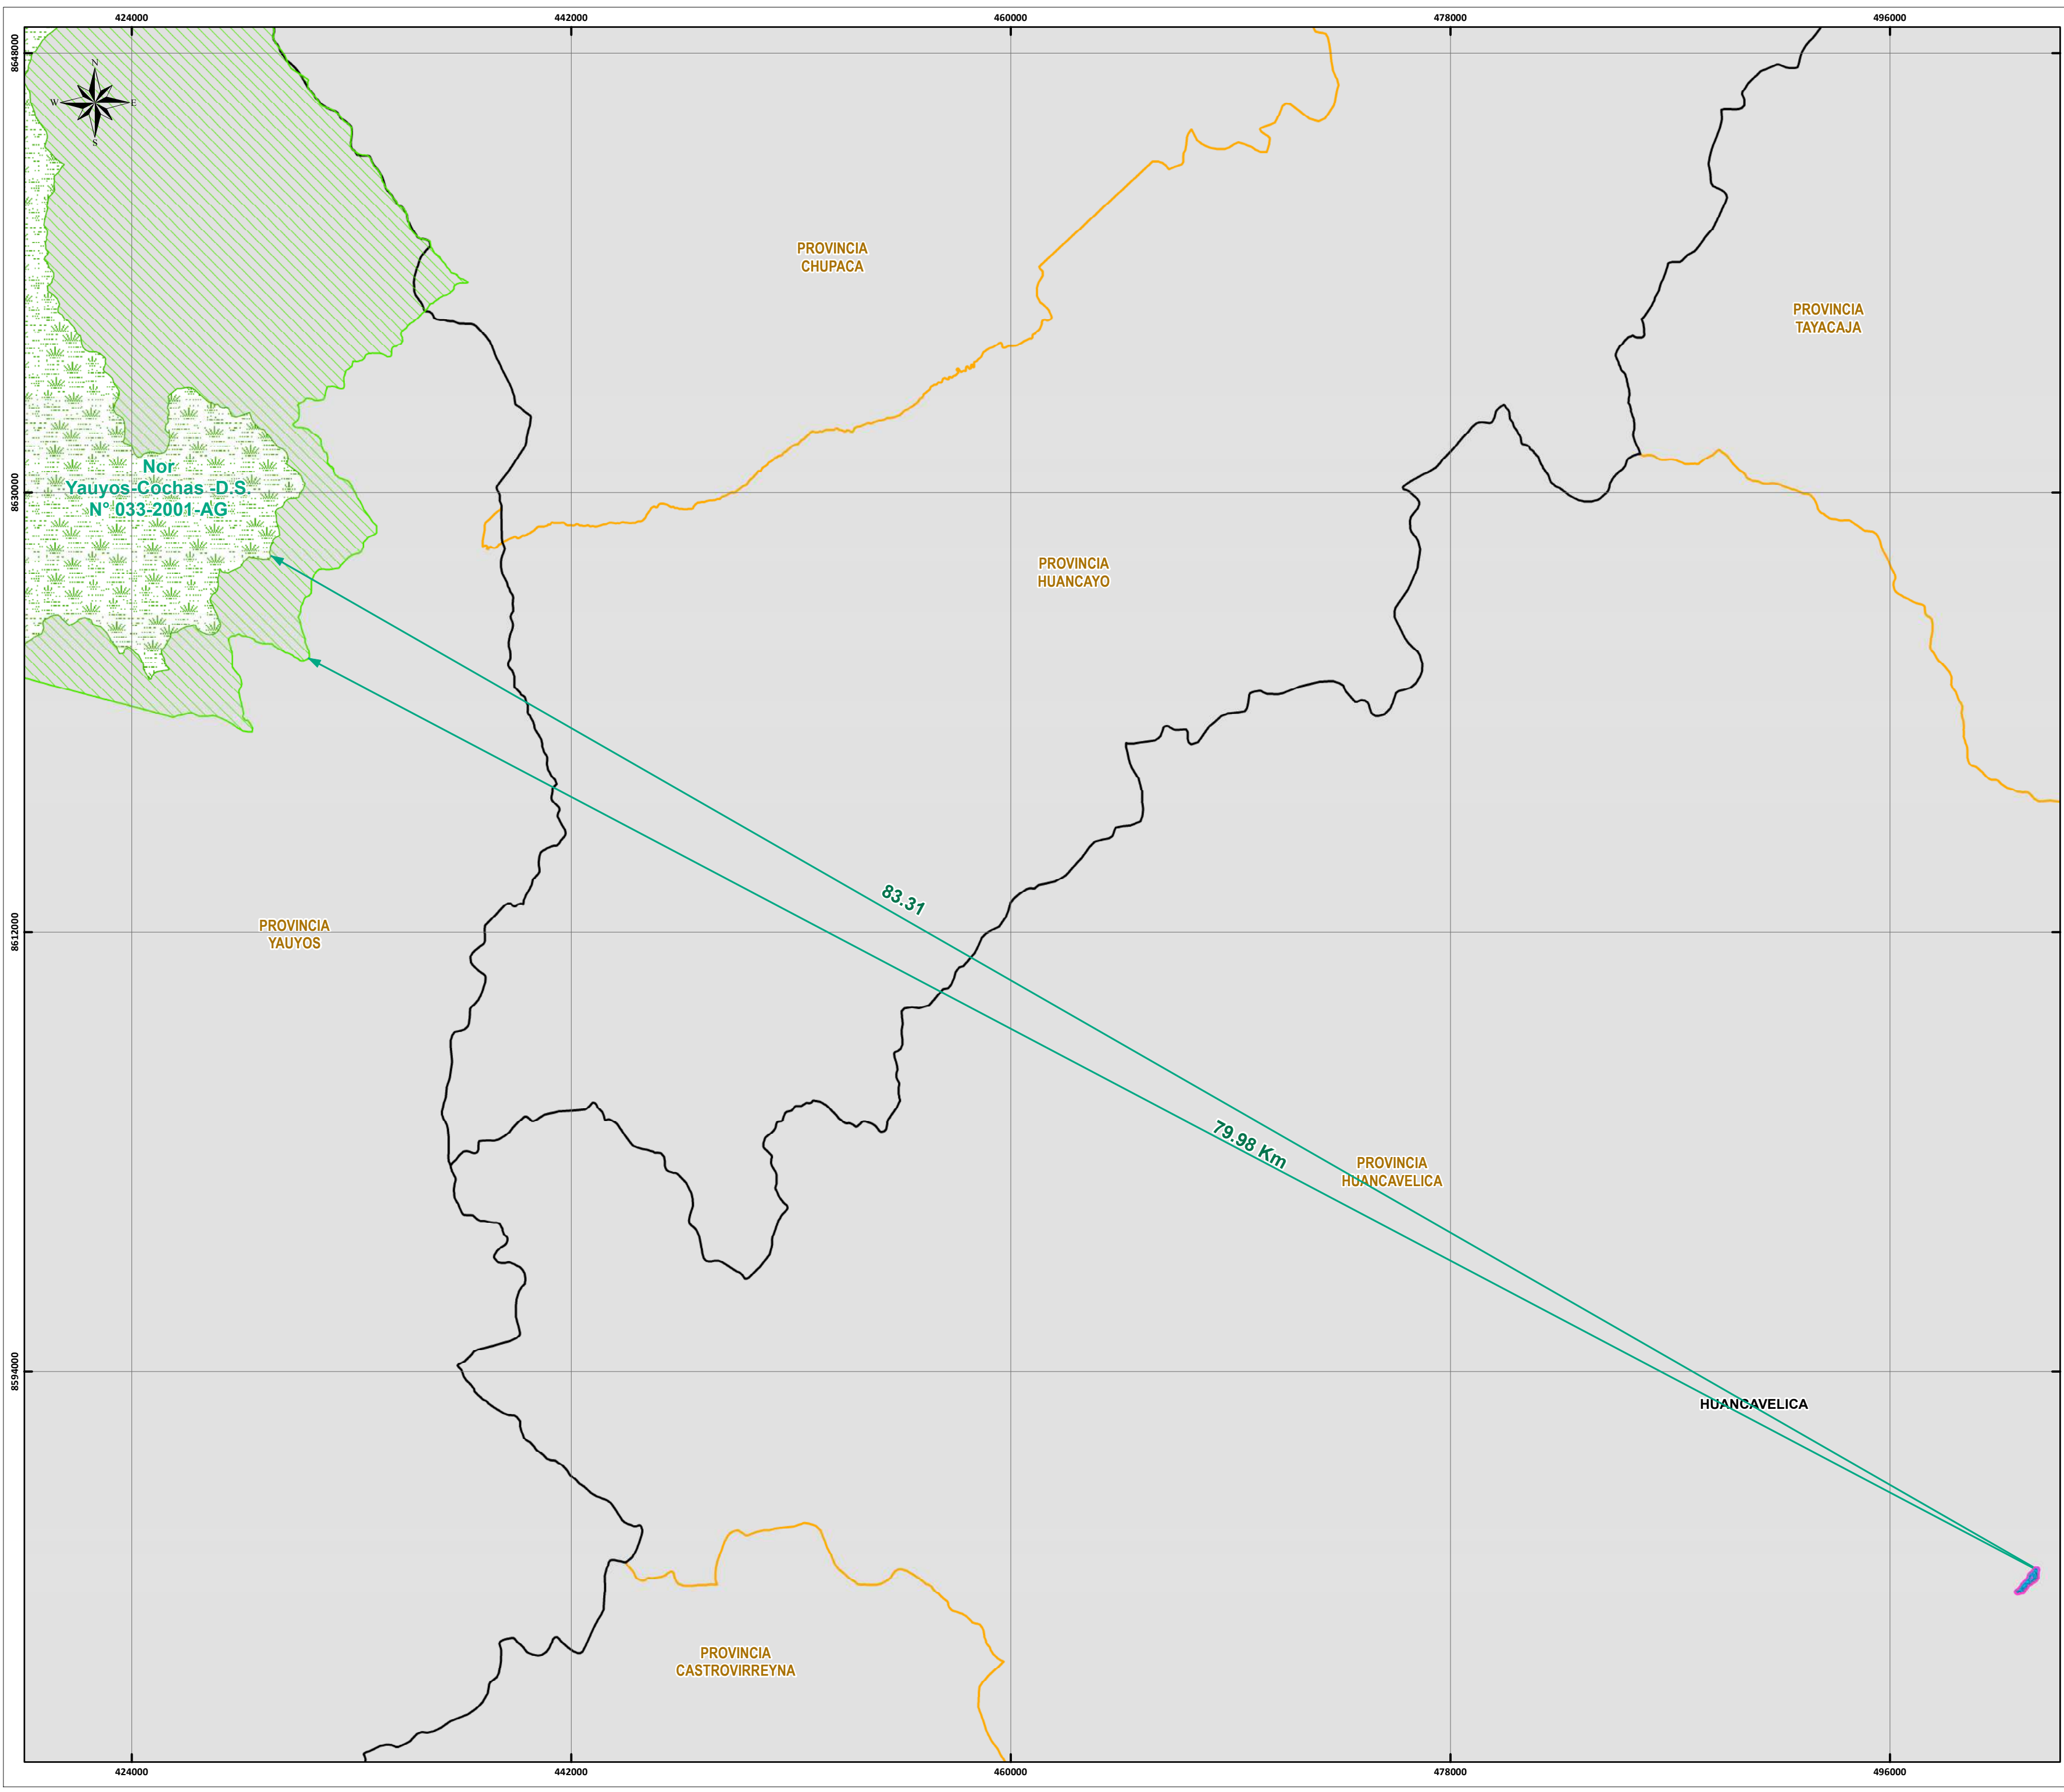 424000
442000
460000
478000
496000
8648000
N
W
E
S
PROVINCIA
CHUPACA
PROVINCIA
TAYACAJA
Nor
Yauyos-Cochas -D.S.
N° 033-2001-AG
8630000
PROVINCIA
HUANCAYO
83.31
PROVINCIA
YAUYOS
8612000
79.98 Km
PROVINCIA
HUANCAVELICA
8594000
HUANCAVELICA
PROVINCIA
CASTROVIRREYNA
424000
442000
460000
478000
496000